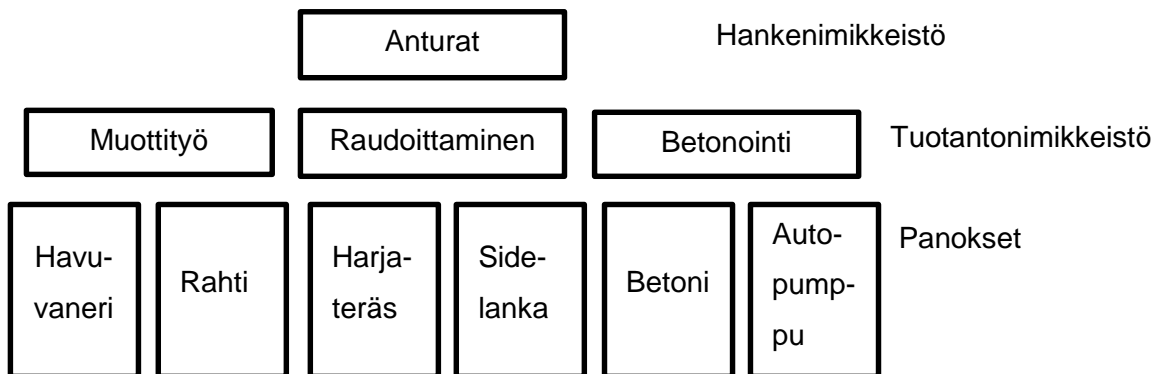 Anturat
Hankenimikkeistö
Muottityö
Raudoittaminen
Betonointi
Tuotantonimikkeistö
Havu-
vaneri
Rahti
Harja-
teräs
Side-
lanka
Betoni
Auto-
pump-
pu
Panokset